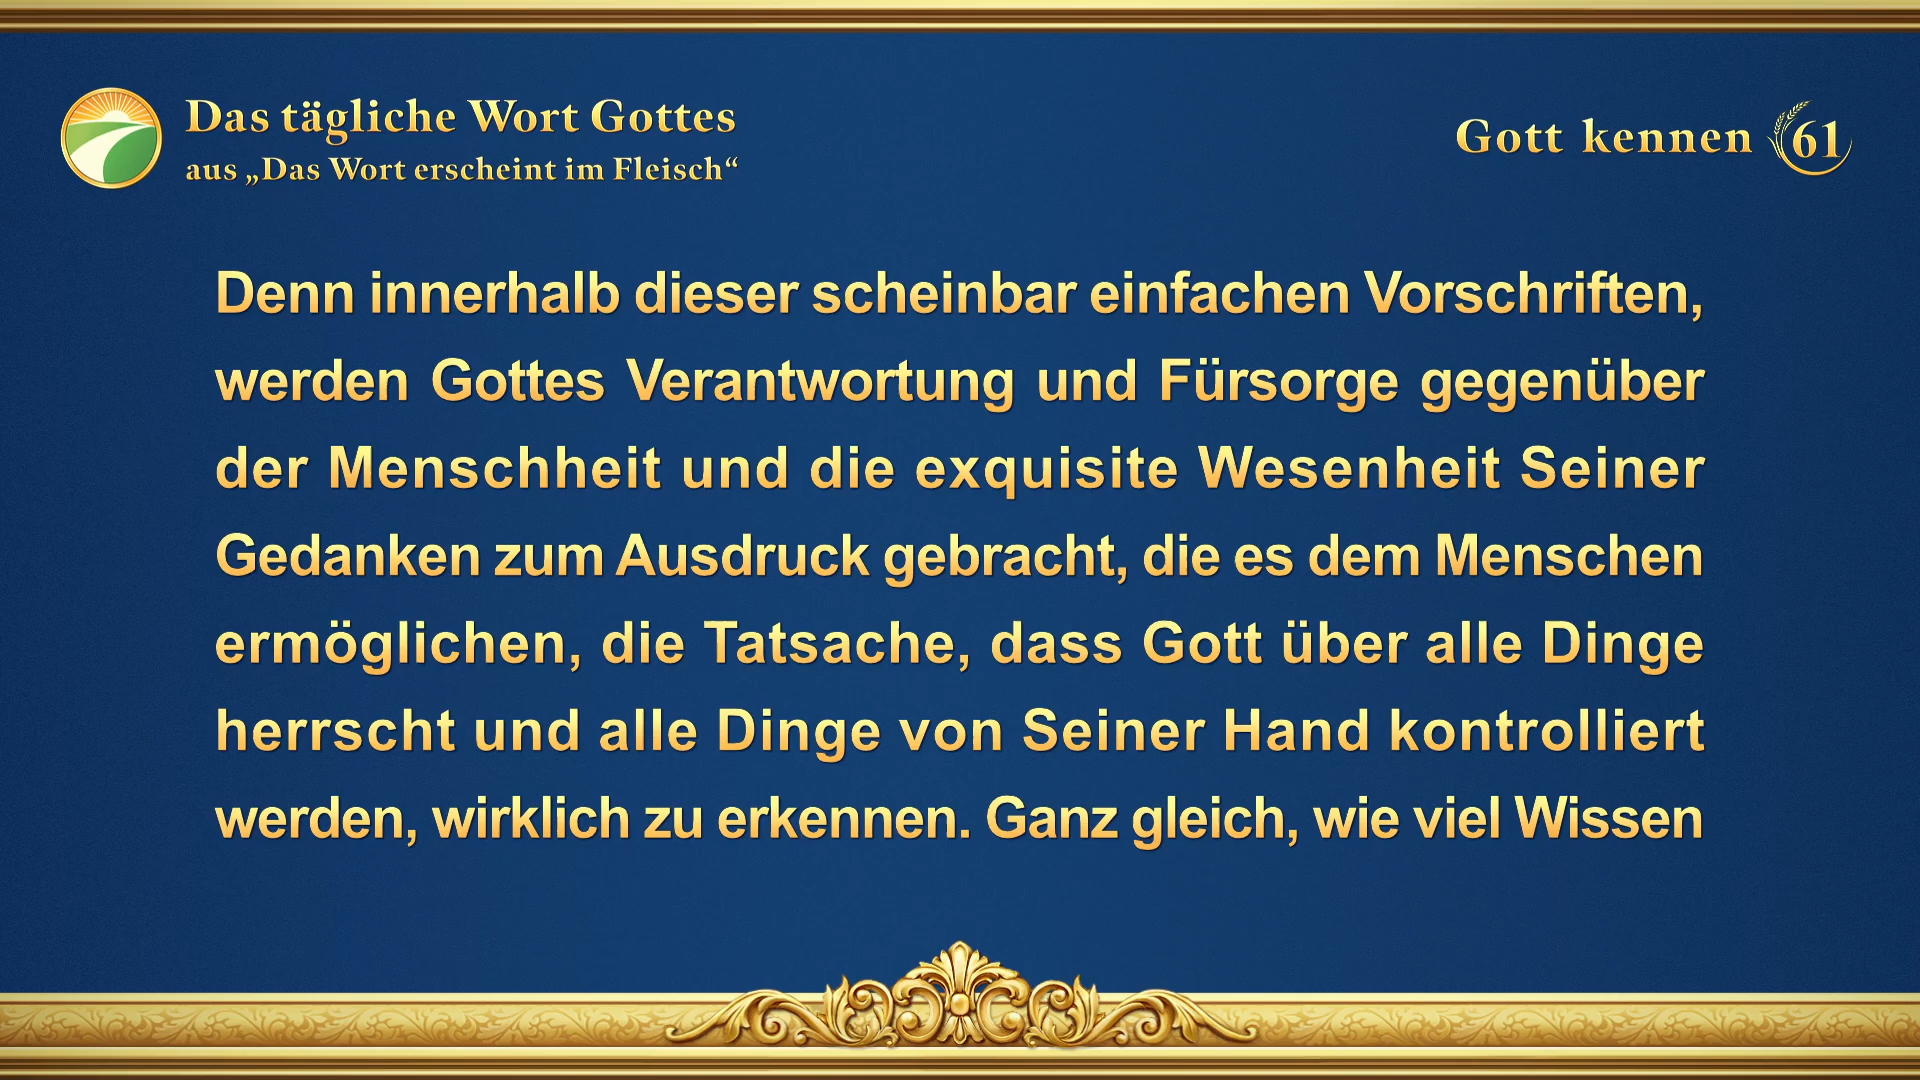 Das tägliche Wort Gottes
aus „Das Wort erscheint im Fleisch“
Gott kennen 61
Denn innerhalb dieser scheinbar einfachen Vorschriften,
werden Gottes Verantwortung und Fürsorge gegenüber
der Menschheit und die exquisite Wesenheit Seiner
Gedanken zum Ausdruck gebracht, die es dem Menschen
ermöglichen, die Tatsache, dass Gott über alle Dinge
herrscht und alle Dinge von Seiner Hand kontrolliert
werden, wirklich zu erkennen. Ganz gleich, wie viel Wissen